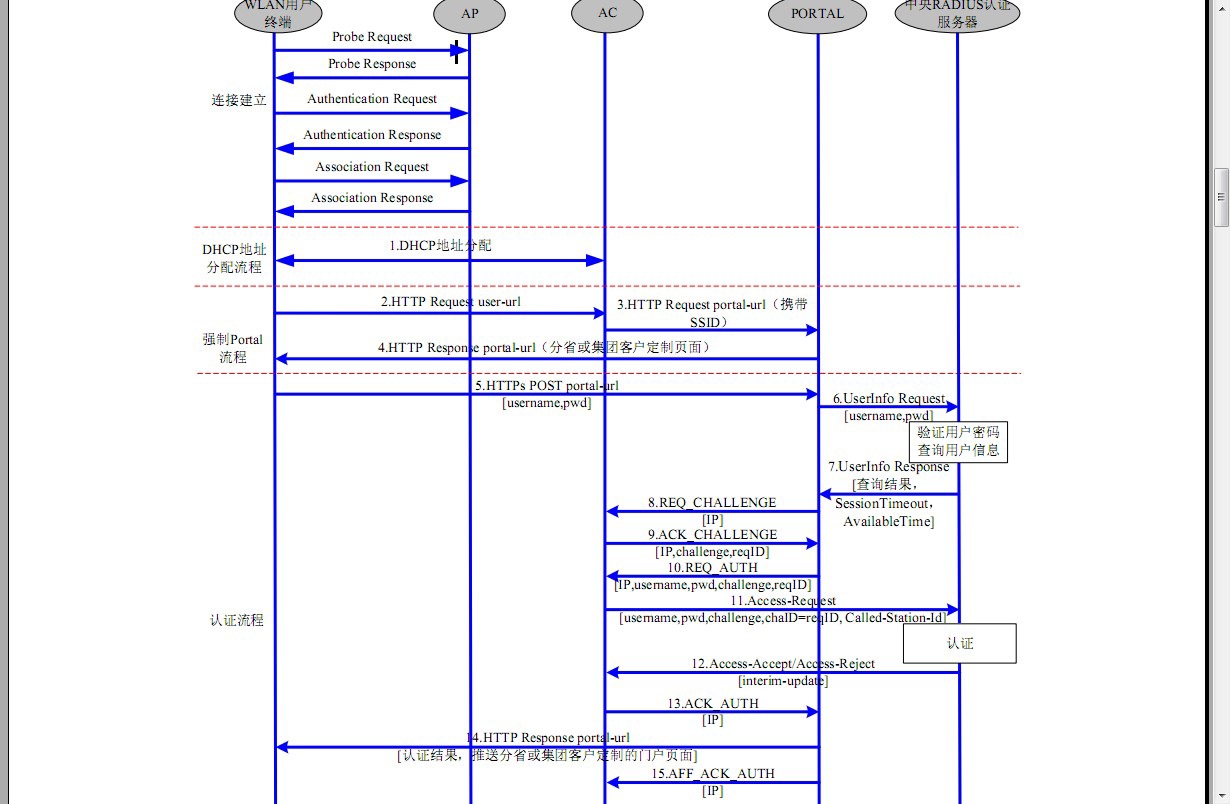 WLAN用户
终端
AP
AC
PORTAL
中央RADIUS认证
服务器
Probe Request
Probe Response
连接建立
Authentication Request
Authentication Response
Association Request
Association Response
DHCP地址
分配流程
1.DHCP地址分配
2.HTTP Request user-url
3.HTTP Request portal-url（携带
SSID）
强制Portal
流程
4.HTTP Response portal-url（分省或集团客户定制页面）
5.HTTPs POST portal-url
[username,pwd]
6.UserInfo Request
[username,pwd]
验证用户密码
查询用户信息
7.UserInfo Response
[查询结果，
SessionTimeout，
AvailableTime]
8.REQ_CHALLENGE
[IP]
9.ACK_CHALLENGE
[IP,challenge,reqID]
10.REQ_AUTH
[IP,username,pwd,challenge,reqID]
11.Access-Request
[username,pwd,challenge,chaID=reqID, Called-Station-Id]
认证流程
认证
12.Access-Accept/Access-Reject
[interim-update]
13.ACK_AUTH
[IP]
14.HTTP Response portal-url
[认证结果，推送分省或集团客户定制的门户页面]
15.AFF_ACK_AUTH
[IP]